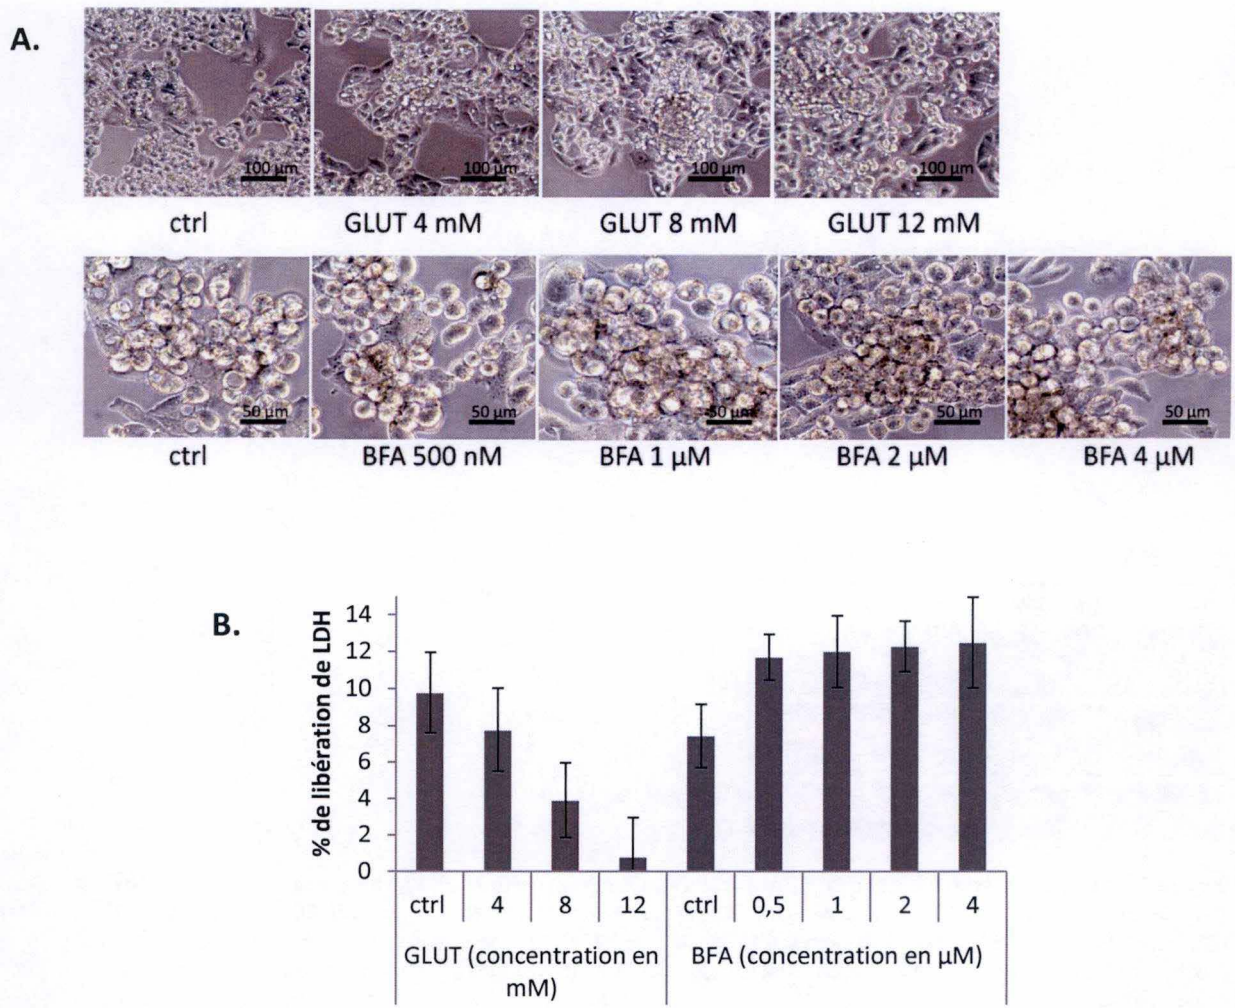 A.
100 µm
100 µm
100 µm
100 µm
ctrl
GLUT 4 mM
GLUT 8 mM
GLUT 12 mM
50 µm
50 µm
50 µm
50 µm
50 µm
ctrl
BFA 500 nM
BFA 1 µM
BFA 2 µM
BFA 4 µM
B.
% de libération de LDH
14
12
10
8
6
4
2
0
ctrl 4 8 12 ctrl 0,5 1 2 4
GLUT (concentration en mM)
BFA (concentration en µM)